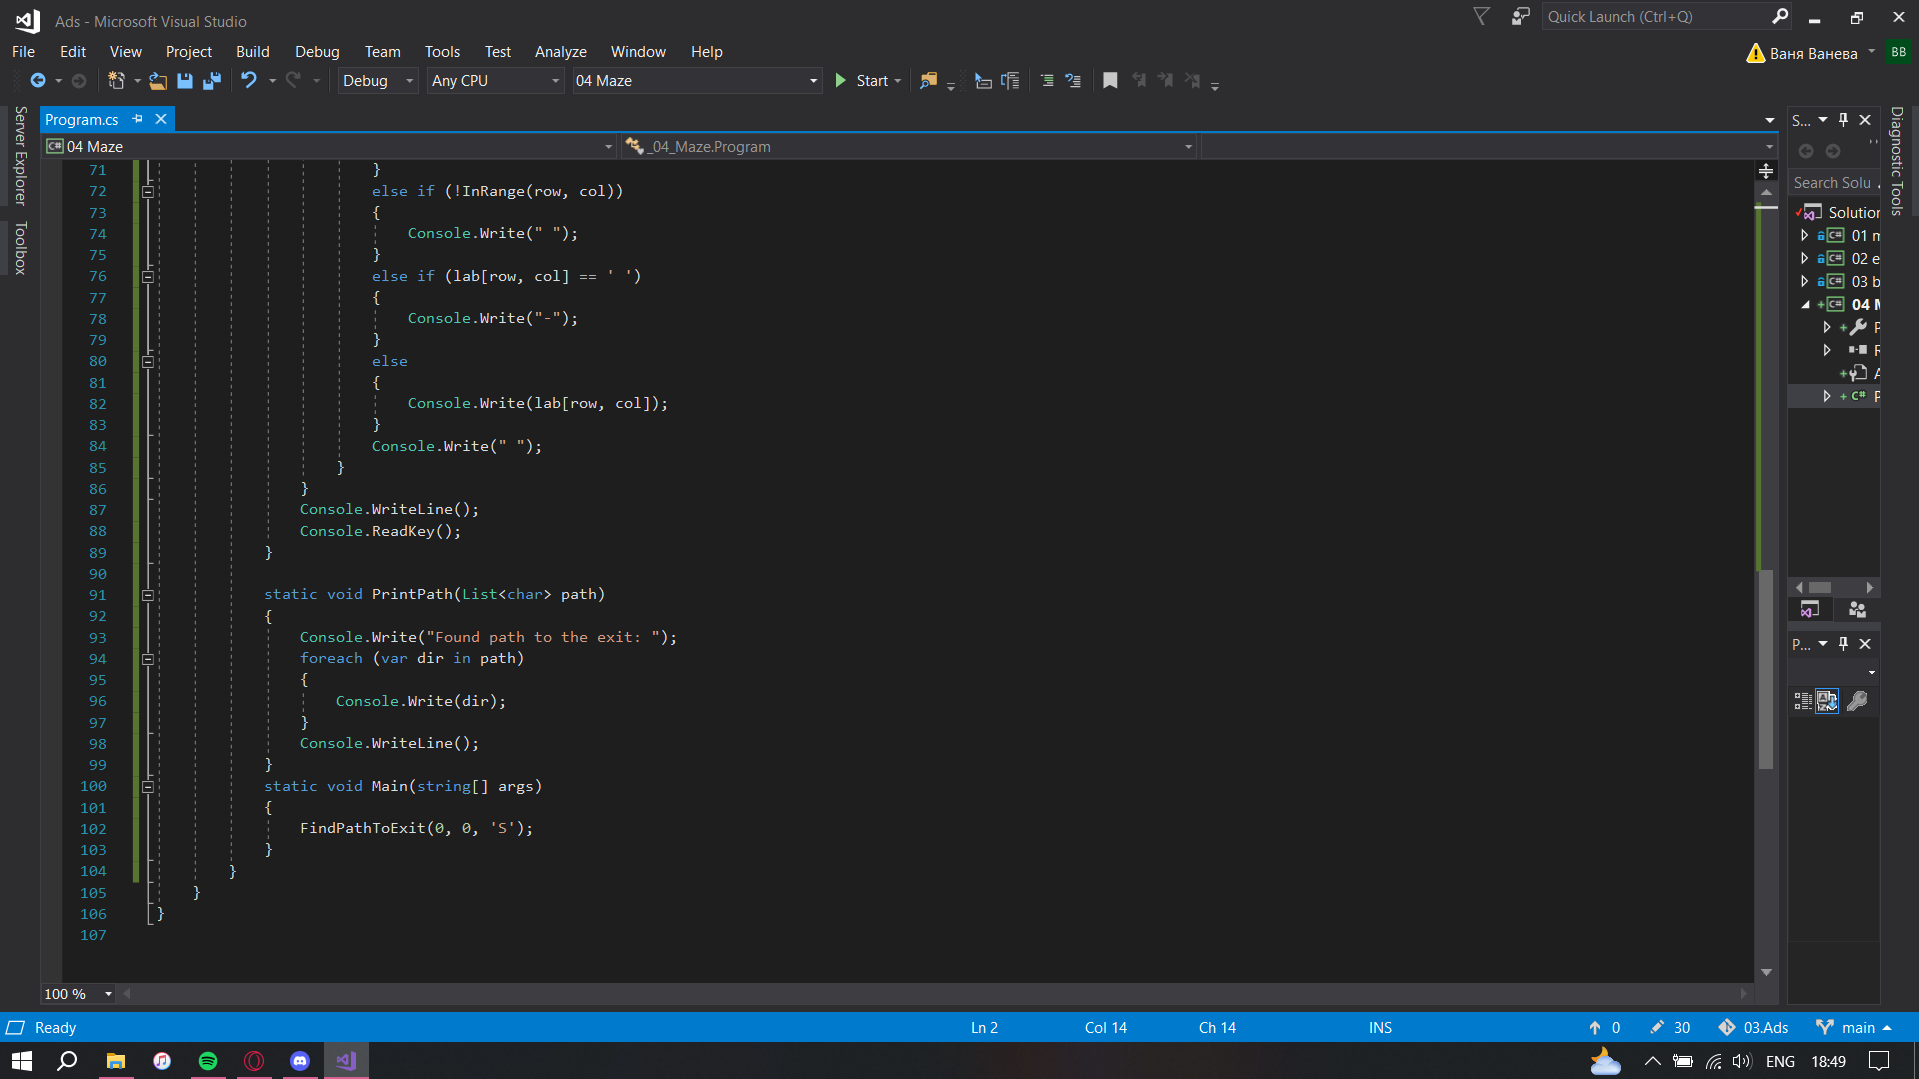 Ads - Microsoft Visual Studio
Quick Launch (Ctrl+Q)
File Edit View Project Build Debug Team Tools Test Analyze Window Help
Ваня Ванева BB
Debug Any CPU 04 Maze Start
Server Explorer
Toolbox
Program.cs
04 Maze _04_Maze.Program
71 }
72 else if (!InRange(row, col))
73 {
74 Console.Write(" ");
75 }
76 else if (lab[row, col] == ' ')
77 {
78 Console.Write("-");
79 }
80 else
81 {
82 Console.Write(lab[row, col]);
83 }
84 Console.Write(" ");
85 }
86 }
87 Console.WriteLine();
88 Console.ReadKey();
89 }
90
91 static void PrintPath(List<char> path)
92 {
93 Console.Write("Found path to the exit: ");
94 foreach (var dir in path)
95 {
96 Console.Write(dir);
97 }
98 Console.WriteLine();
99 }
100 static void Main(string[] args)
101 {
102 FindPathToExit(0, 0, 'S');
103 }
104 }
105 }
106 }
107
100 %
S...
Search Solu
Solution
01 m
02 e
03 b
04 M
P
R
A
C# P
P...
Diagnostic Tools
Ready Ln 2 Col 14 Ch 14 INS 0 30 03.Ads main
ENG 18:49